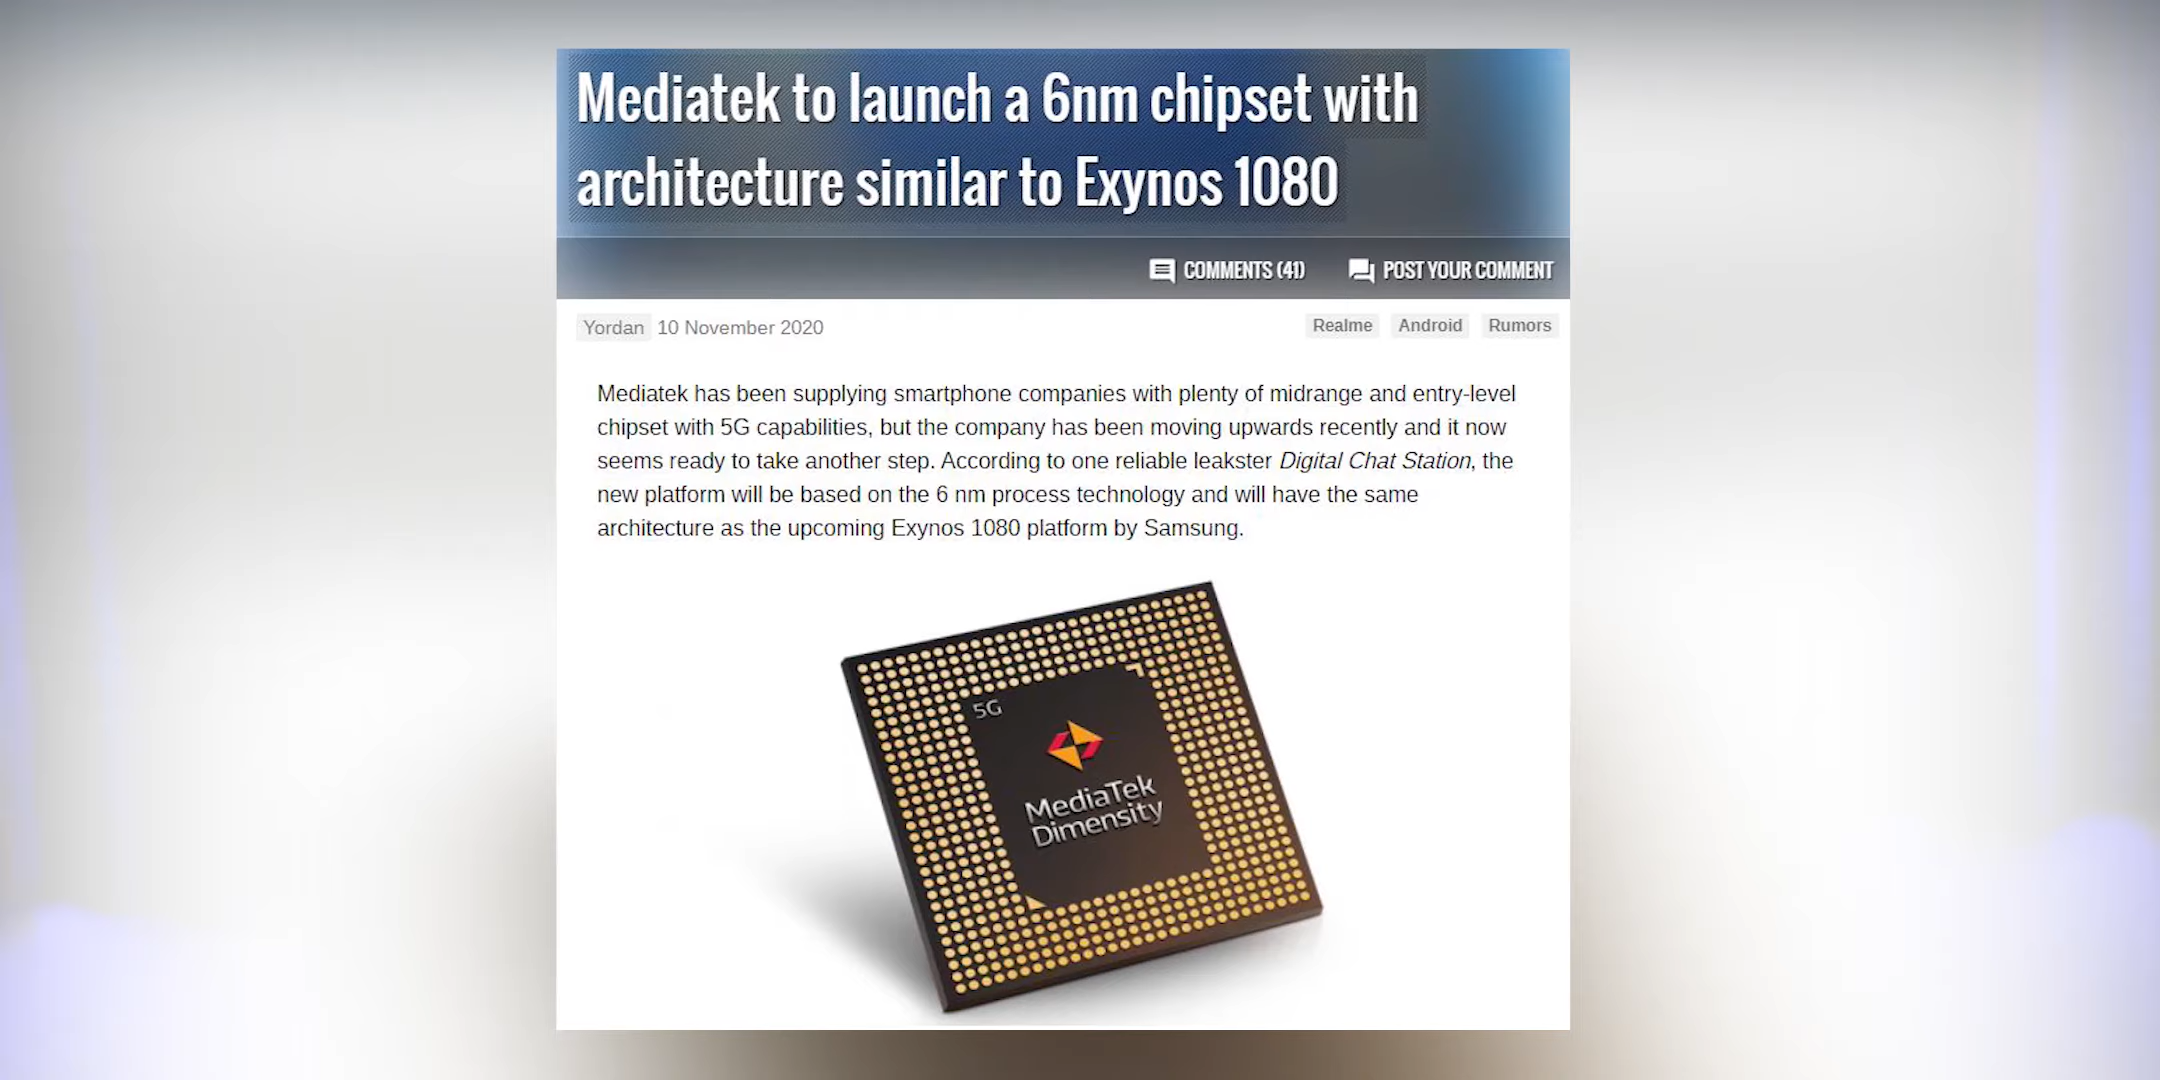 Mediatek to launch a 6nm chipset with
architecture similar to Exynos 1080
COMMENTS (41) POST YOUR COMMENT
Yordan 10 November 2020 Realme Android Rumors
Mediatek has been supplying smartphone companies with plenty of midrange and entry-level
chipset with 5G capabilities, but the company has been moving upwards recently and it now
seems ready to take another step. According to one reliable leakster Digital Chat Station, the
new platform will be based on the 6 nm process technology and will have the same
architecture as the upcoming Exynos 1080 platform by Samsung.
5G
MediaTek
Dimensity